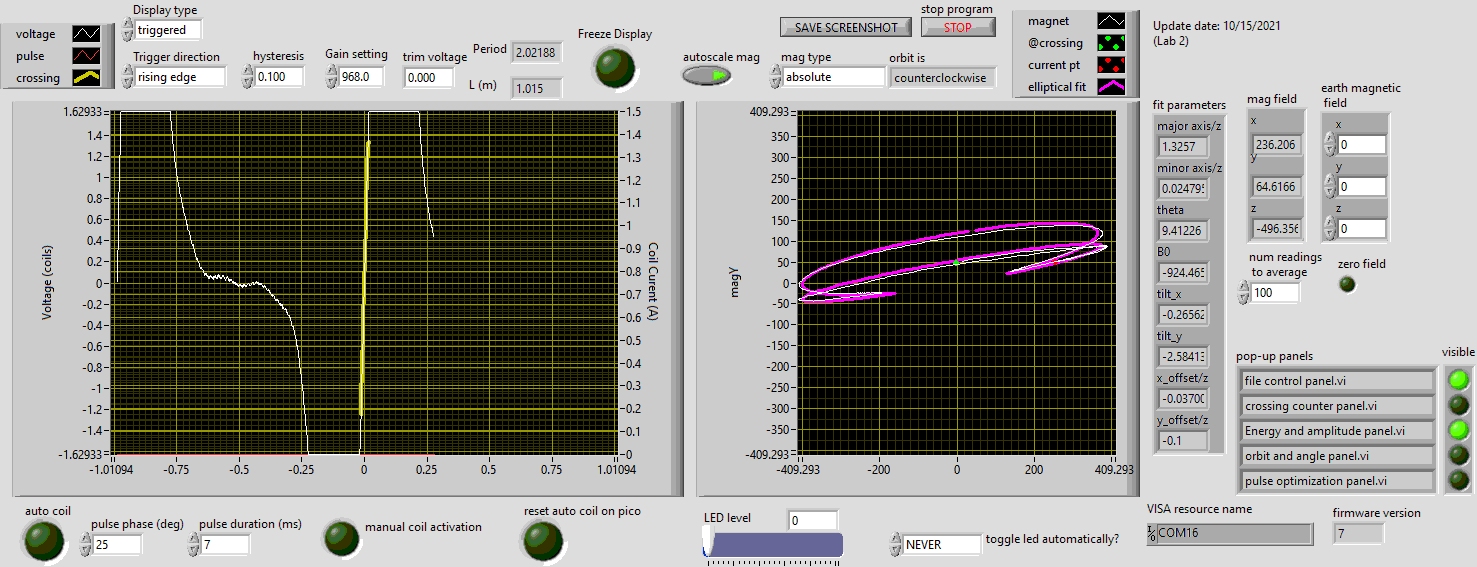 voltage
pulse
crossing
Display type
triggered
Trigger direction
rising edge
hysteresis
0.100
Gain setting
968.0
trim voltage
0.000
Period
2.02188
L (m)
1.015
Freeze Display
SAVE SCREENSHOT
stop program
STOP
autoscale mag
mag type
absolute
orbit is
counterclockwise
magnet
@crossing
current pt
elliptical fit
Update date: 10/15/2021
(Lab 2)
Voltage (coils)
1.62933
1.4
1.2
1
0.8
0.6
0.4
0.2
0
-0.2
-0.4
-0.6
-0.8
-1
-1.2
-1.4
-1.62933
-1.01094
-0.75
-0.5
-0.25
0
0.25
0.5
0.75
1.01094
1.5
1.4
1.3
1.2
1.1
1
0.9
0.8
0.7
0.6
0.5
0.4
0.3
0.2
0.1
0
Coil Curent (A)
magy
409.293
350
300
250
200
150
100
50
0
-50
-100
-150
-200
-250
-300
-350
-409.293
-409.293
-200
0
200
409.293
fit parameters
major axis/z
1.3257
minor axis/z
0.02479
theta
9.41226
B0
-924.465
tilt_x
-0.26562
tilt_y
-2.58413
x_offset/z
-0.03700
y_offset/z
-0.1
mag field
x
236.206
y
64.6166
z
-496.356
earth magnetic
field
x
0
y
0
z
0
num readings
to average
100
zero field
pop-up panels
visible
file control panel.vi
crossing counter panel.vi
Energy and amplitude panel.vi
orbit and angle panel.vi
pulse optimization panel.vi
auto coil
pulse phase (deg)
25
pulse duration (ms)
7
manual coil activation
reset auto coil on pico
LED level
0
NEVER
toggle led automatically?
VISA resource name
COM16
firmware version
7